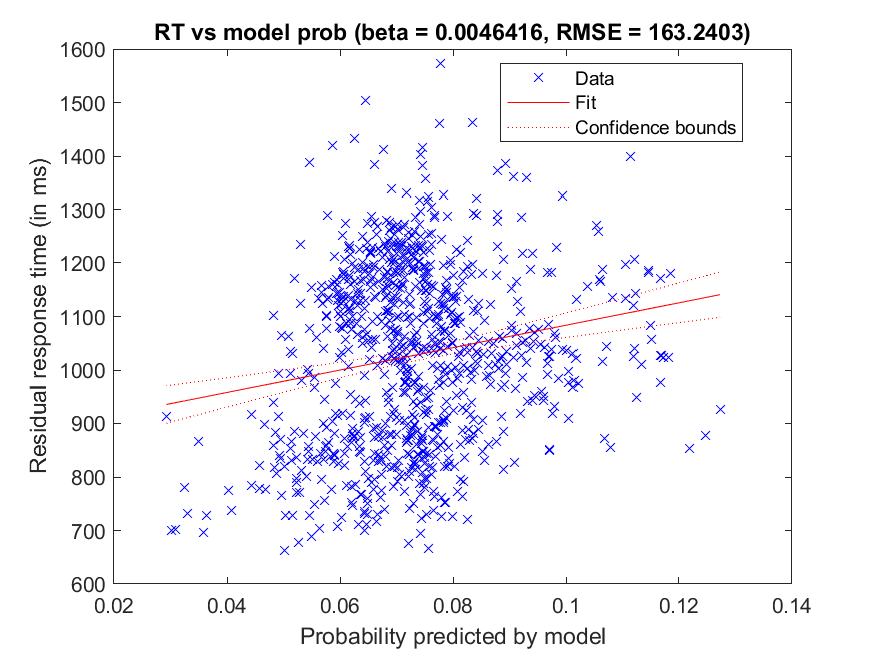 RT vs model prob (beta = 0.0046416, RMSE = 163.2403)
1600
1500
1400
1300
1200
1100
1000
900
800
700
600
Residual response time (in ms)
Data
Fit
Confidence bounds
0.02 0.04 0.06 0.08 0.1 0.12 0.14
Probability predicted by model